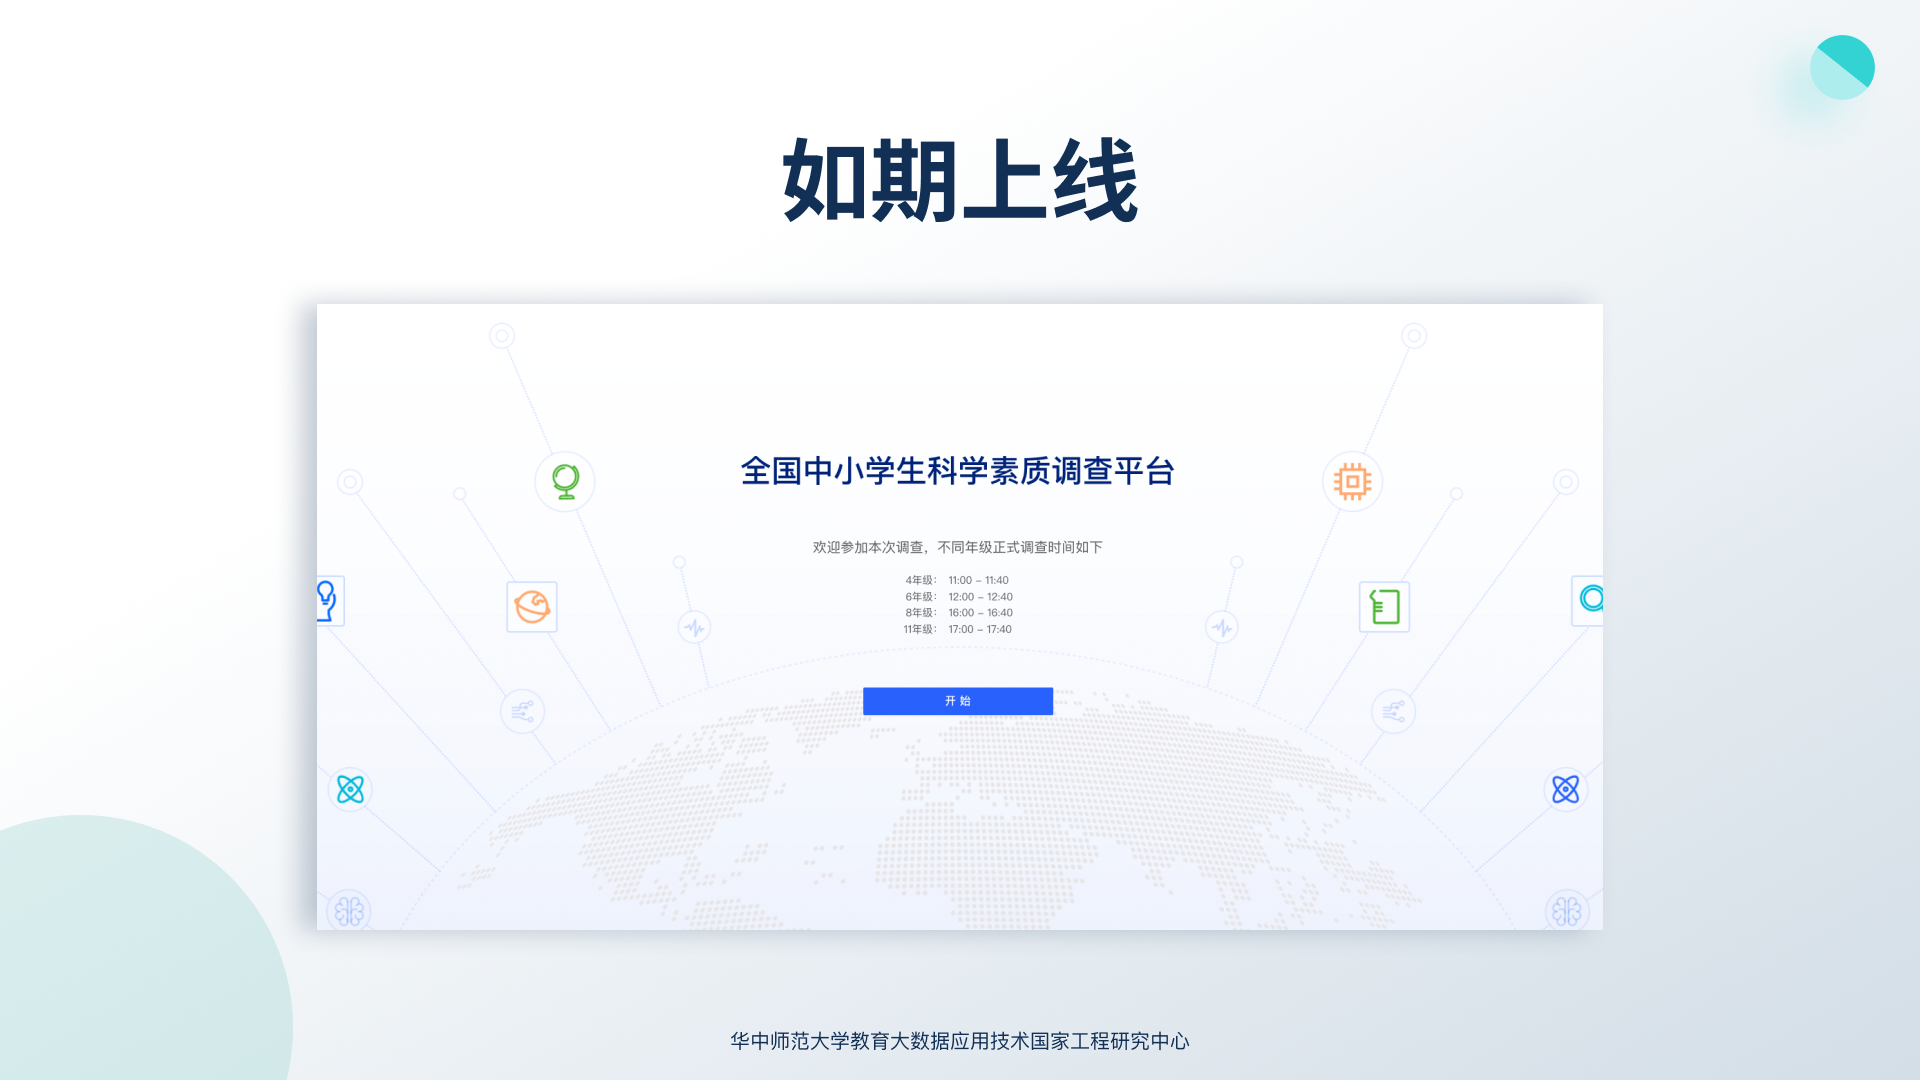 如期上线
全国中小学生科学素质调查平台
欢迎参加本次调查，不同年级正式调查时间如下
4年级： 11:00 – 11:40
6年级： 12:00 – 12:40
8年级： 16:00 – 16:40
11年级： 17:00 – 17:40
开 始
华中师范大学教育大数据应用技术国家工程研究中心